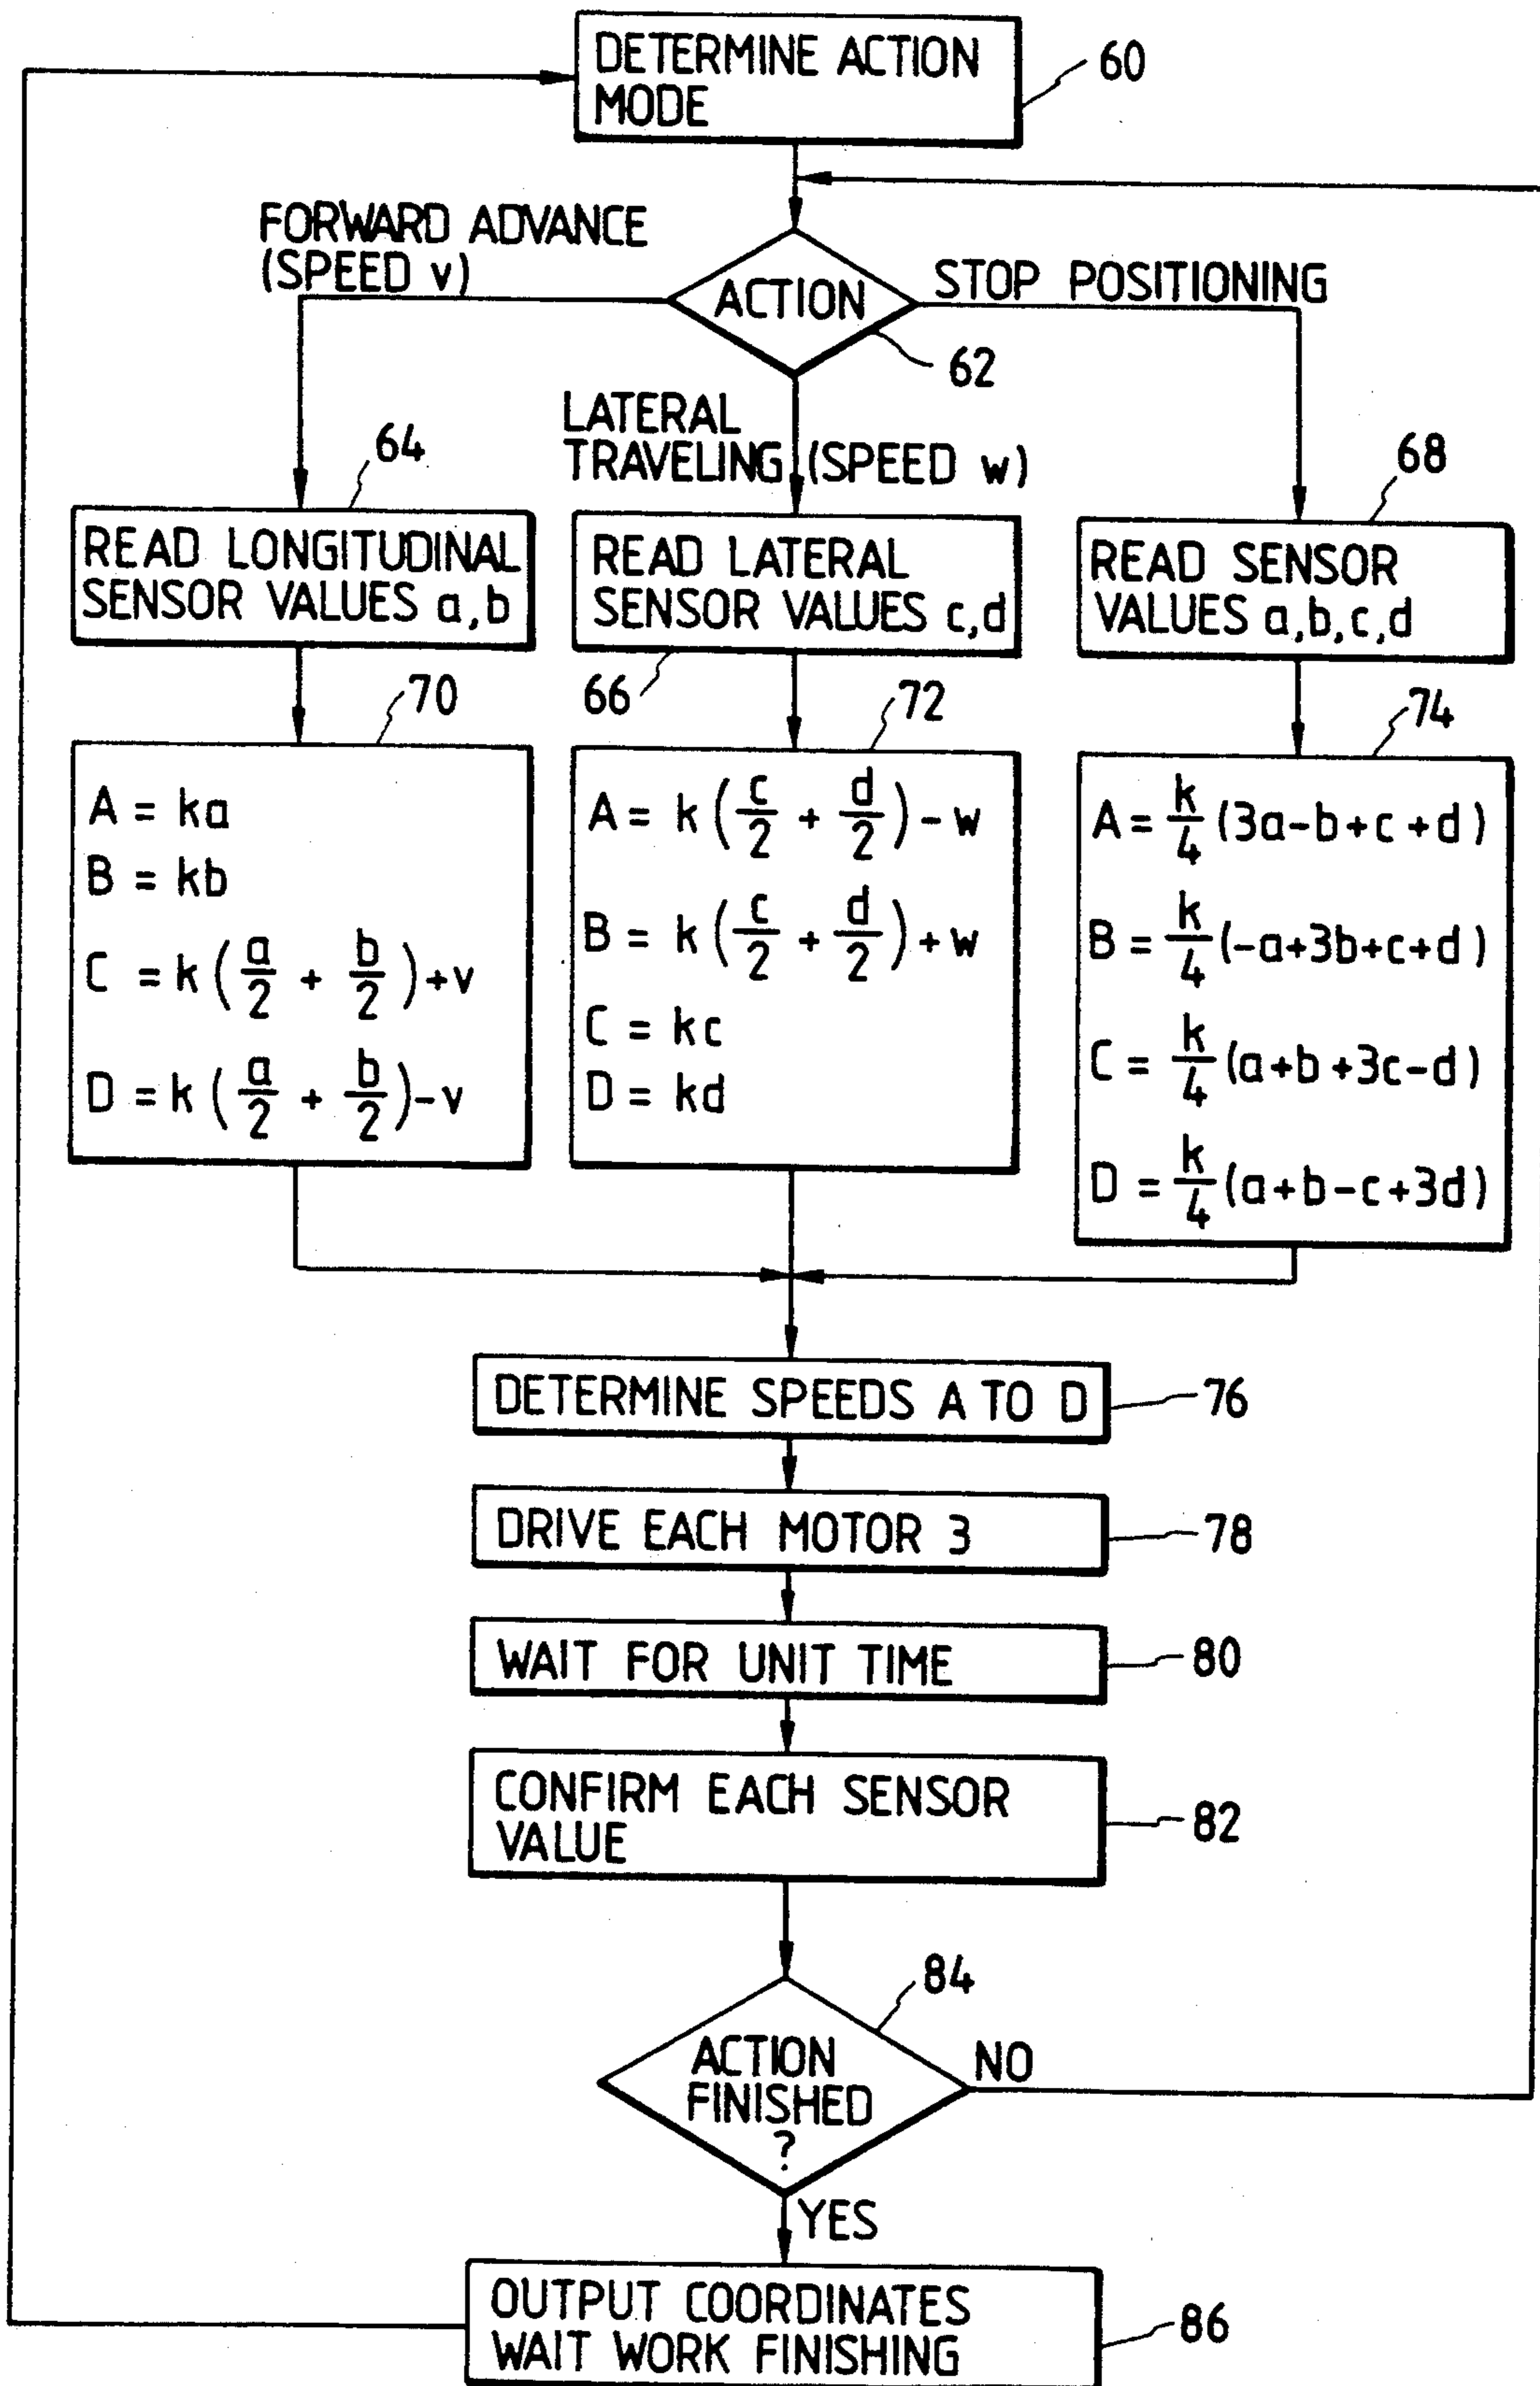 DETERMINE ACTION
MODE
60
FORWARD ADVANCE
(SPEED v)
ACTION
STOP POSITIONING
62
LATERAL
TRAVELING (SPEED w)
64
68
READ LONGITUDINAL
SENSOR VALUES a,b
READ LATERAL
SENSOR VALUES c,d
READ SENSOR
VALUES a,b,c,d
66
70
A = ka
B = kb
C = k(a/2 + b/2)+v
D = k(a/2 + b/2)-v
72
A = k(c/2 + d/2)-w
B = k(c/2 + d/2)+w
C = kc
D = kd
74
A = k/4 (3a-b+c+d)
B = k/4 (-a+3b+c+d)
C = k/4 (a+b+3c-d)
D = k/4 (a+b-c+3d)
DETERMINE SPEEDS A TO D
76
DRIVE EACH MOTOR 3
78
WAIT FOR UNIT TIME
80
CONFIRM EACH SENSOR
VALUE
82
84
ACTION
FINISHED
?
NO
YES
OUTPUT COORDINATES
WAIT WORK FINISHING
86